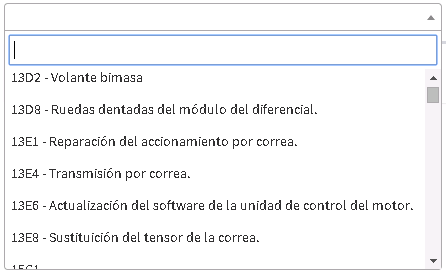 13D2 - Volante bimasa
13D8 - Ruedas dentadas del módulo del diferencial.
13E1 - Reparación del accionamiento por correa.
13E4 - Transmisión por correa.
13E6 - Actualización del software de la unidad de control del motor.
13E8 - Sustituición del tensor de la correa.